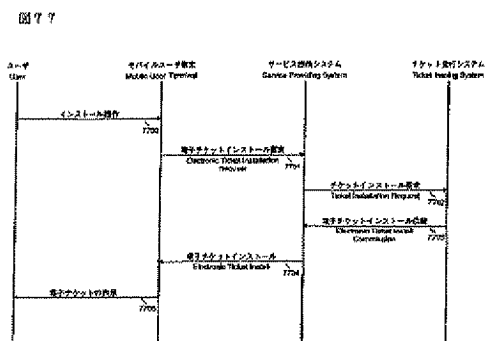 図７７
ユーザ
User
モバイルユーザ端末
Mobile User Terminal
サービス提供システム
Service Providing System
チケット発行システム
Ticket Issuing System
インストール操作
7700
電子チケットインストール要求
Electronic Ticket Installation
Request
7701
チケットインストール要求
Ticket Installation Request
7702
電子チケットインストール依頼
Electronic Ticket Install
Commission
7703
電子チケットインストール
Electronic Ticket Install
7704
電子チケットの表示
7705